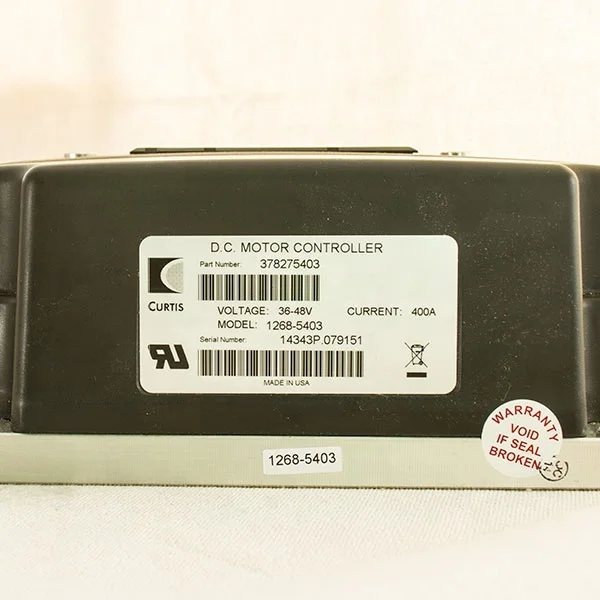 D.C. MOTOR CONTROLLER
Part Number: 378275403
CURTIS
VOLTAGE: 36-48V CURRENT: 400A
MODEL: 1268-5403
Serial Number: 14343P.079151
MADE IN USA
1268-5403
WARRANTY
VOID
IF SEAL
BROKEN